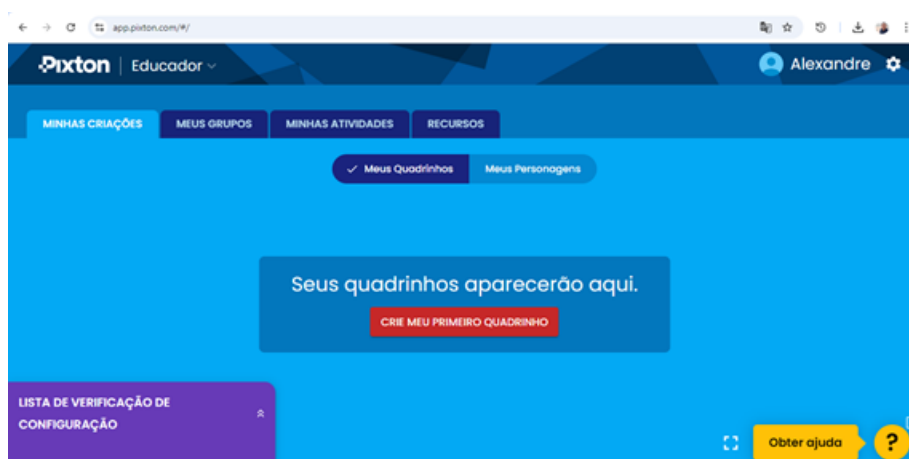 app.pixton.com/#/
Pixton | Educador
Alexandre
MINHAS CRIAÇÕES
MEUS GRUPOS
MINHAS ATIVIDADES
RECURSOS
Meus Quadrinhos
Meus Personagens
Seus quadrinhos aparecerão aqui.
CRIE MEU PRIMEIRO QUADRINHO
LISTA DE VERIFICAÇÃO DE
CONFIGURAÇÃO
Obter ajuda
?